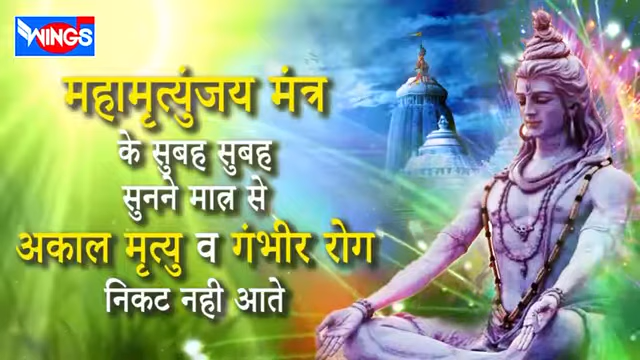 WINGS
महामृत्युंजय मंत्र
के सुबह सुबह
सुनने मात्र से
अकाल मृत्यु व गंभीर रोग
निकट नही आते